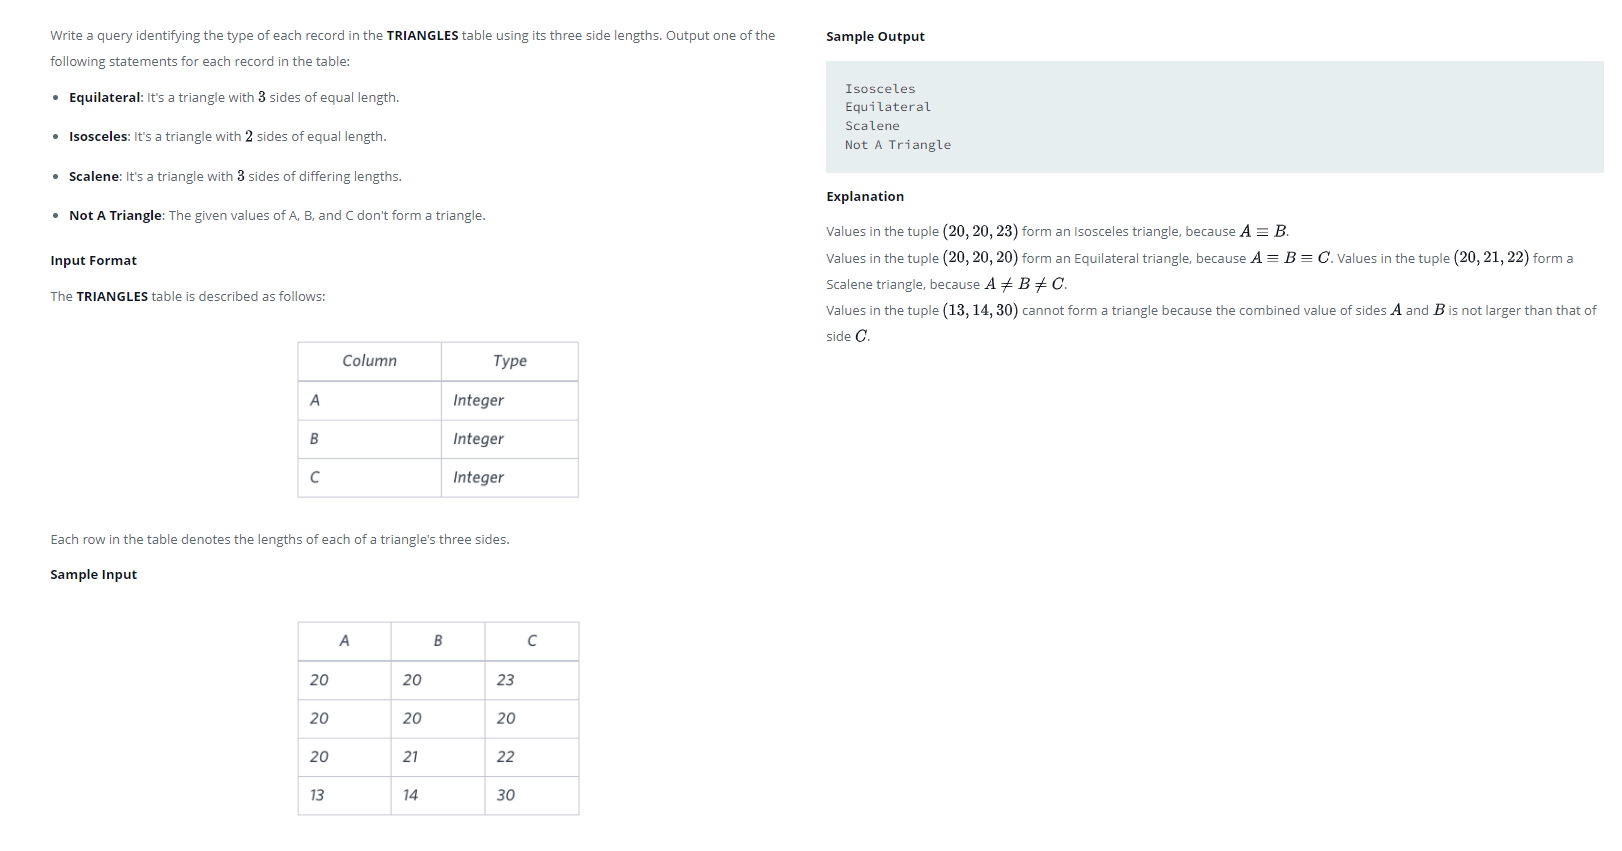 Write a query identifying the type of each record in the TRIANGLES table using its three side lengths. Output one of the
following statements for each record in the table:
• Equilateral: It's a triangle with 3 sides of equal length.
• Isosceles: It's a triangle with 2 sides of equal length.
• Scalene: It's a triangle with 3 sides of differing lengths.
• Not A Triangle: The given values of A, B, and C don't form a triangle.
Input Format
The TRIANGLES table is described as follows:
Column Type
A Integer
B Integer
C Integer
Each row in the table denotes the lengths of each of a triangle's three sides.
Sample Input
A B C
20 20 23
20 20 20
20 21 22
13 14 30
Sample Output
Isosceles
Equilateral
Scalene
Not A Triangle
Explanation
Values in the tuple (20, 20, 23) form an Isosceles triangle, because A ≡ B.
Values in the tuple (20, 20, 20) form an Equilateral triangle, because A ≡ B ≡ C. Values in the tuple (20, 21, 22) form a
Scalene triangle, because A ≠ B ≠ C.
Values in the tuple (13, 14, 30) cannot form a triangle because the combined value of sides A and B is not larger than that of
side C.